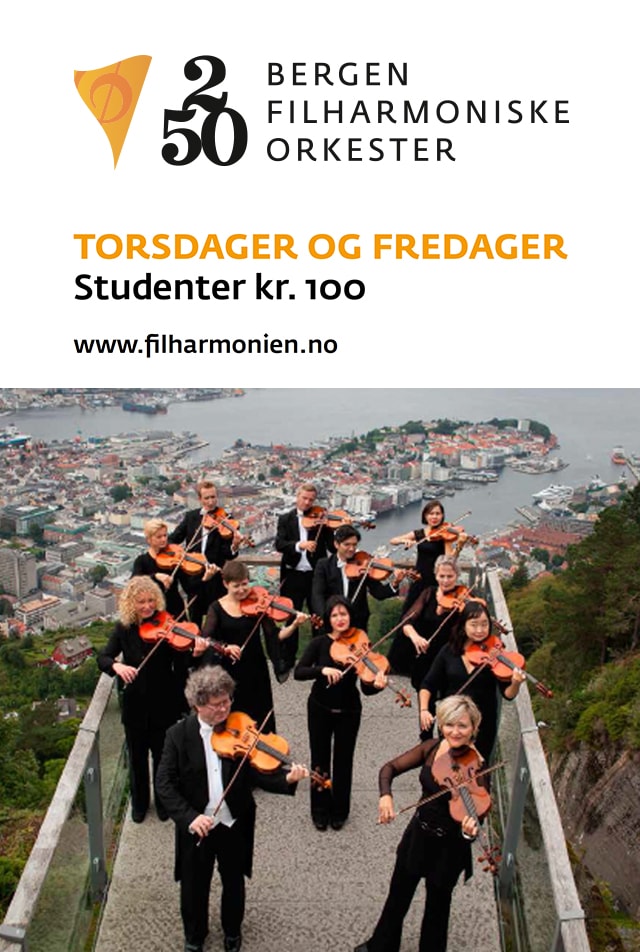 250
BERGEN
FILHARMONISKE
ORKESTER
TORSDAGER OG FREDAGER
Studenter kr. 100
www.filharmonien.no